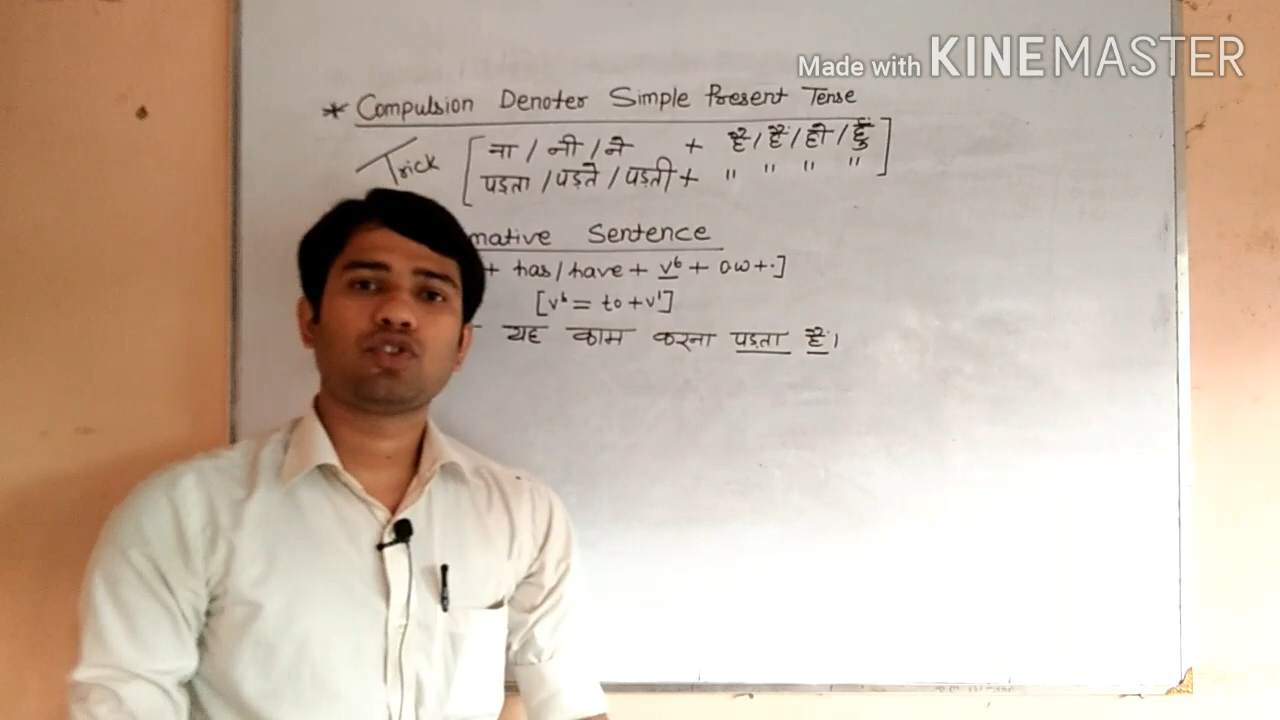 Made with KINEMASTER
* Compulsion Denoter Simple Present Tense
Trick [ ना / नी / ने + है / हैं / हो / हूँ ]
पड़ता / पड़ते / पड़ती + " " " "
mative Sentence
+ has/have + v⁶ + ow + .]
[v⁶ = to + v¹]
यह काम करना पड़ता है।